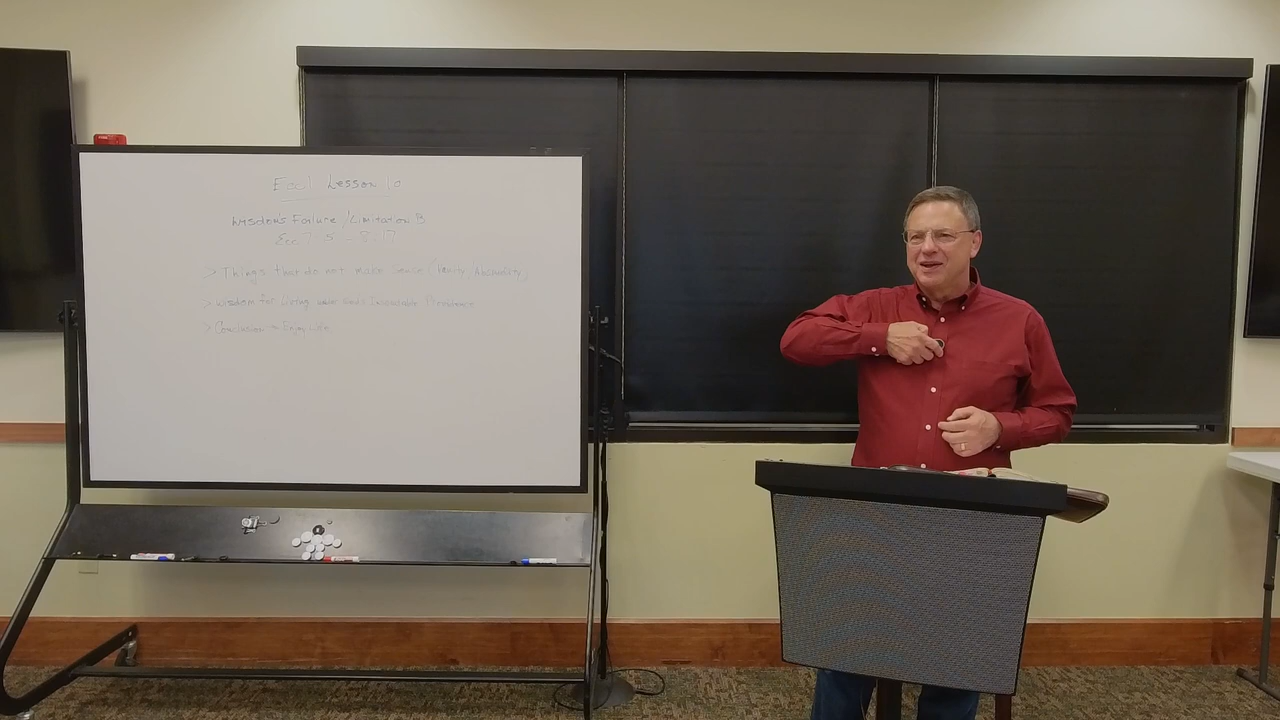 Eccl Lesson 10
Wisdom's Failure / Limitation B
Ecc 7:15 - 8:17
> Things that do not make sense (Vanity/Absurdity)
> Wisdom for Living under God's Inscrutable Providence
> Conclusion → Enjoy Life